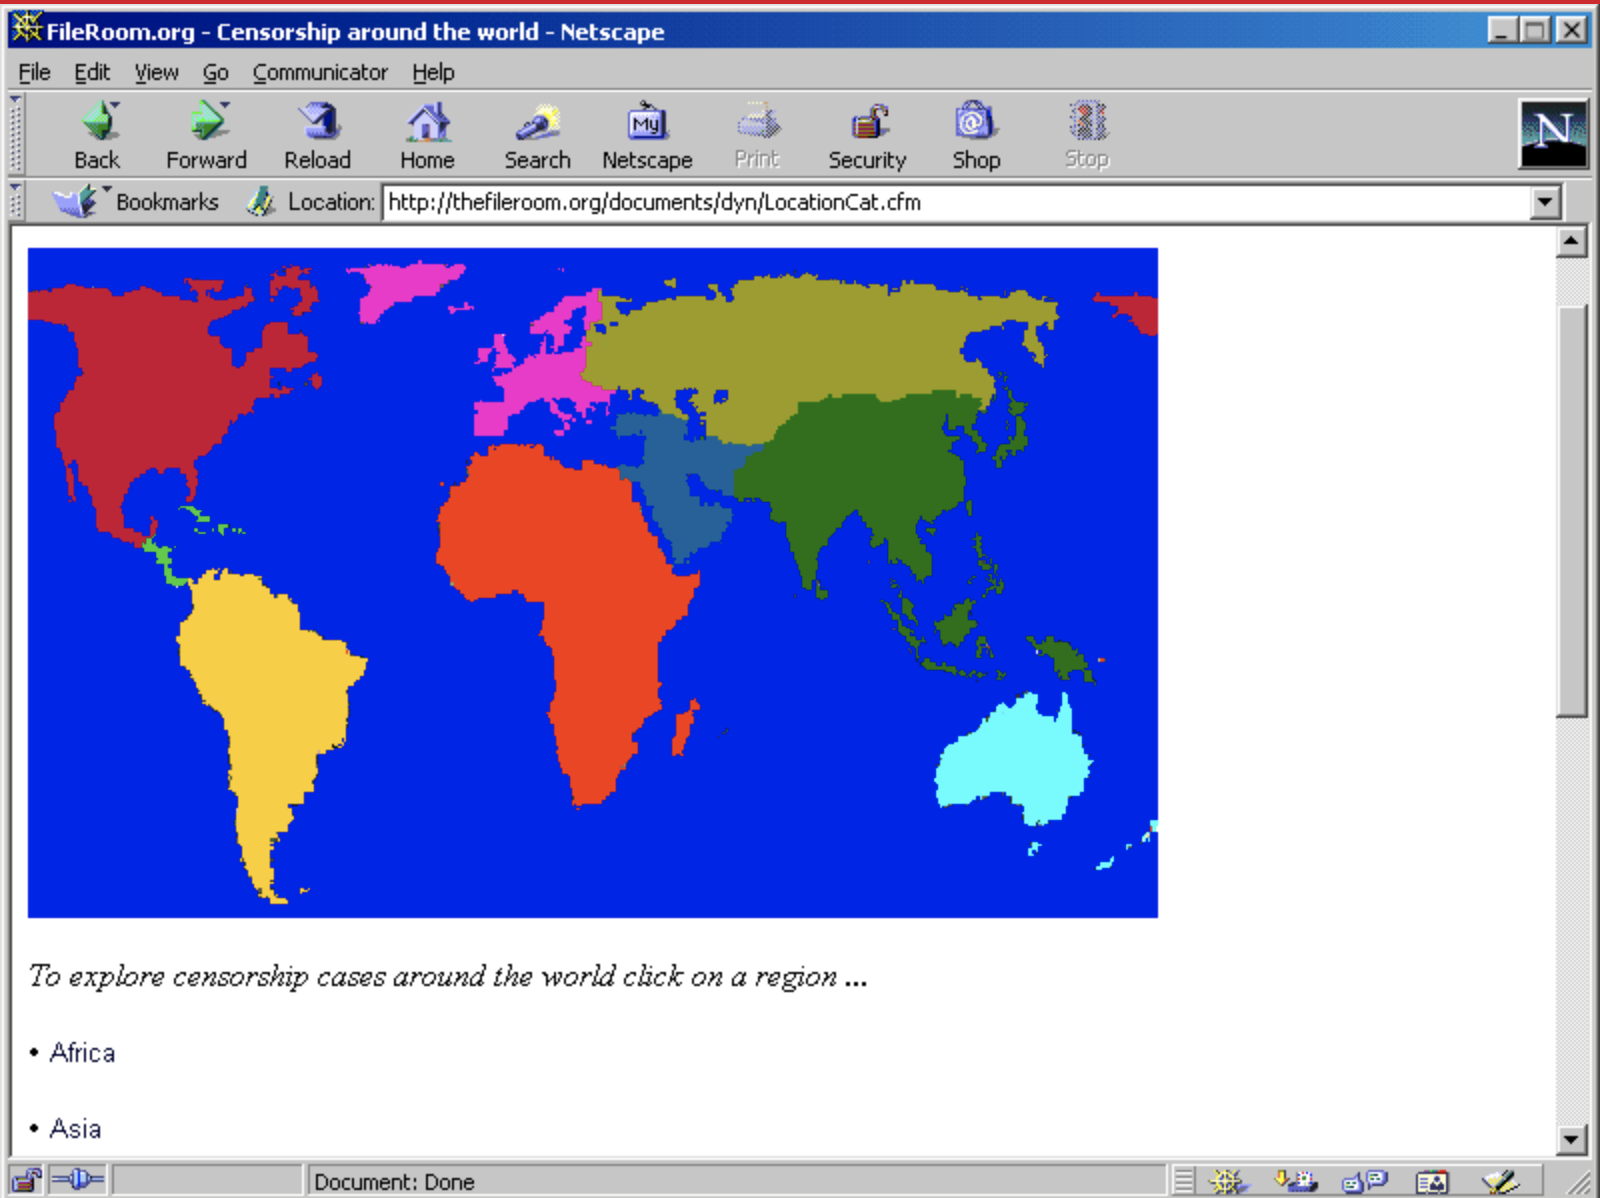 FileRoom.org - Censorship around the world - Netscape
File Edit View Go Communicator Help
My
N
Back Forward Reload Home Search Netscape Print Security Shop Stop
Bookmarks Location: http://thefileroom.org/documents/dyn/LocationCat.cfm
To explore censorship cases around the world click on a region ...
• Africa
• Asia
Document: Done